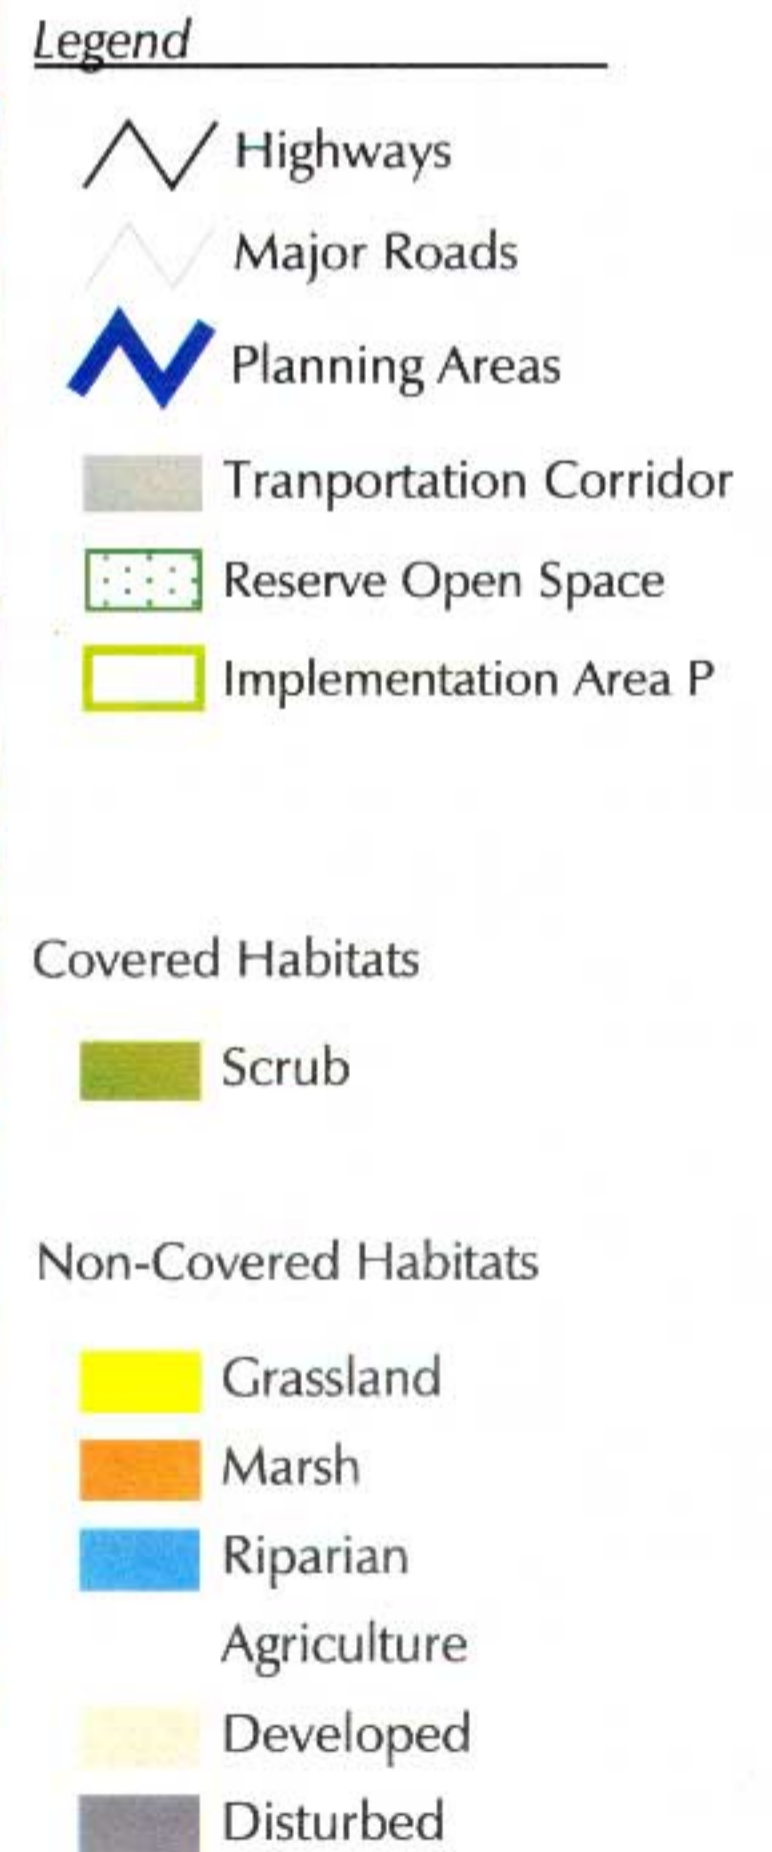 Legend
Highways
Major Roads
Planning Areas
Tranportation Corridor
Reserve Open Space
Implementation Area P
Covered Habitats
Scrub
Non-Covered Habitats
Grassland
Marsh
Riparian
Agriculture
Developed
Disturbed